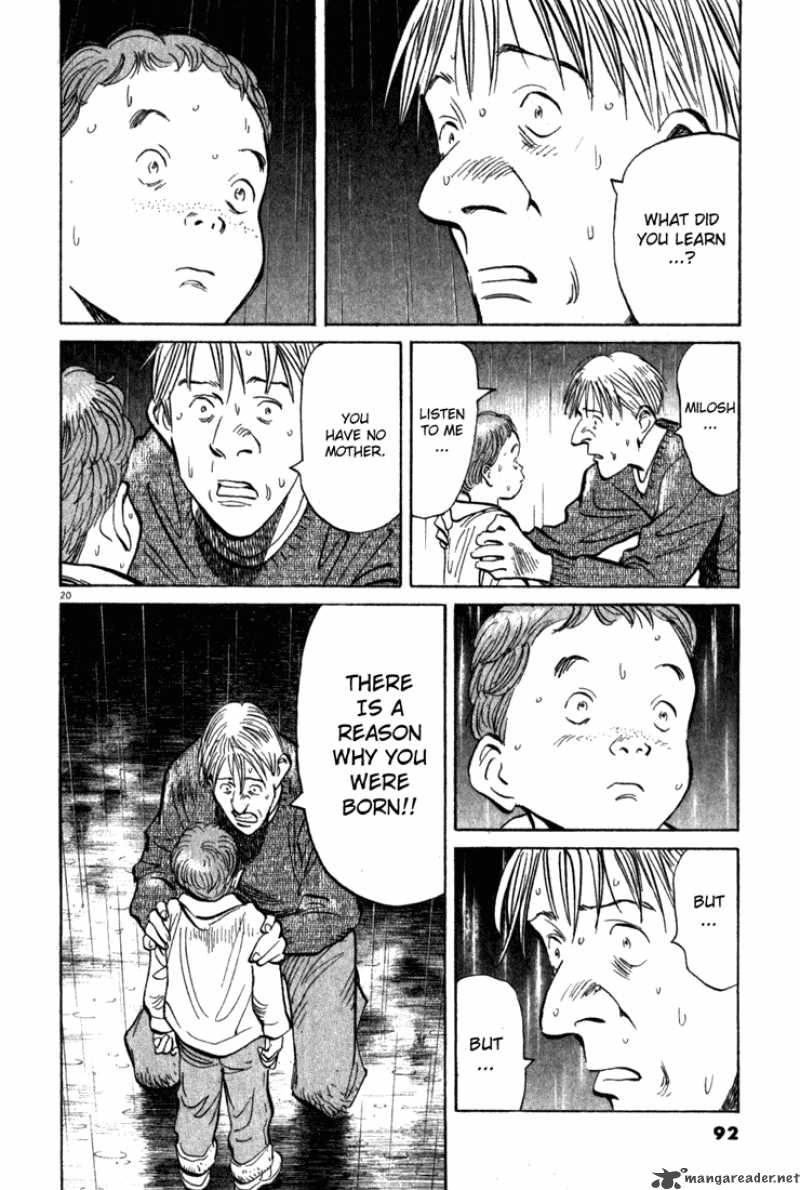 WHAT DID
YOU LEARN
...?
MILOSH
...
LISTEN
TO ME
...
YOU
HAVE NO
MOTHER.
20
BUT
...
BUT
...
THERE
IS A
REASON
WHY YOU
WERE
BORN!!
92
mangareader.net